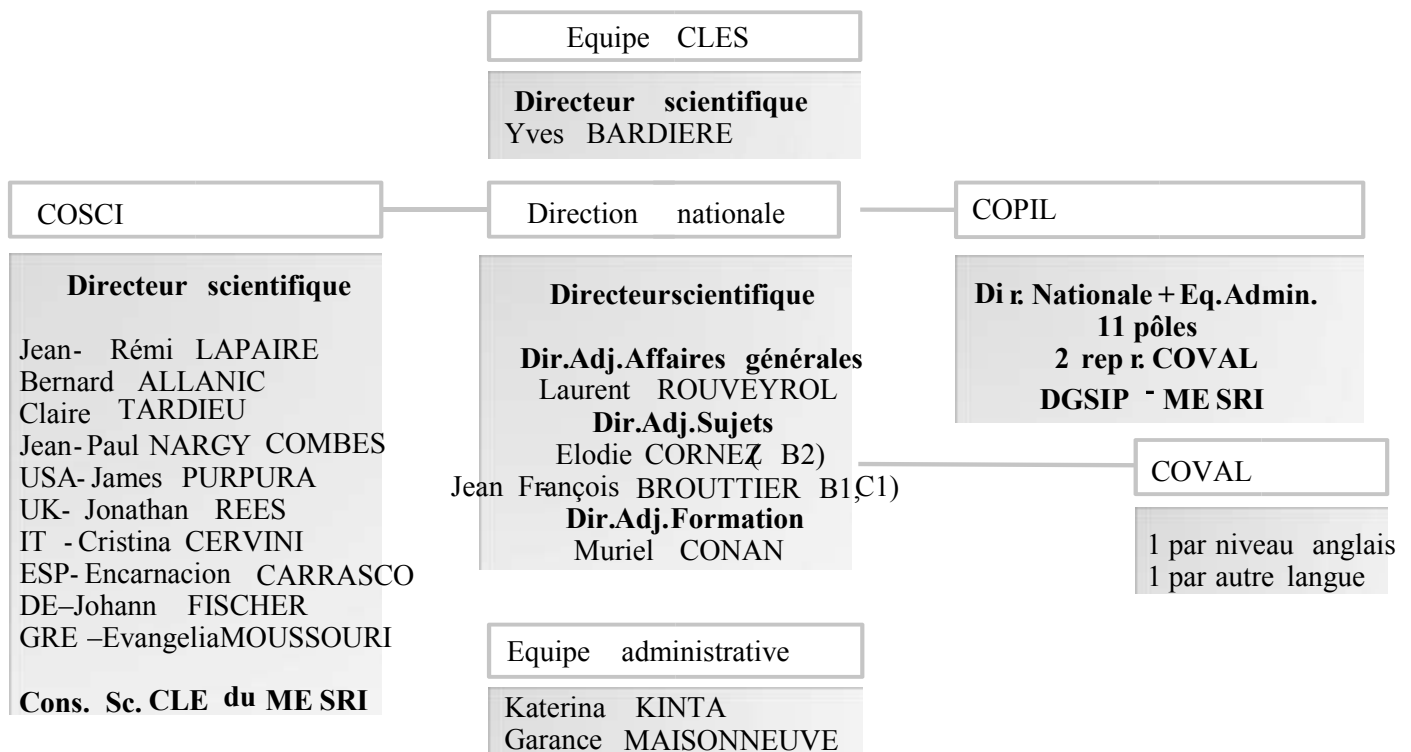 Equipe CLES
Directeur scientifique
Yves BARDIERE
COSCI
Directeur scientifique
Jean- Rémi LAPAIRE
Bernard ALLANIC
Claire TARDIEU
Jean-Paul NARCY COMBES
USA- James PURPURA
UK- Jonathan REES
IT - Cristina CERVINI
ESP- Encarnacion CARRASCO
DE–Johann FISCHER
GRE –EvangeliaMOUSSOURI
Cons. Sc. CLE du ME SRI
Direction nationale
Directeurscientifique
Dir.Adj.Affaires générales
Laurent ROUVEYROL
Dir.Adj.Sujets
Elodie CORNEZ( B2)
Jean-François BROUTTIER B1,C1)
Dir.Adj.Formation
Muriel CONAN
Equipe administrative
Katerina KINTA
Garance MAISONNEUVE
COPIL
Di r. Nationale + Eq.Admin.
11 pôles
2 rep r. COVAL
DGSIP - ME SRI
COVAL
1 par niveau anglais
1 par autre langue